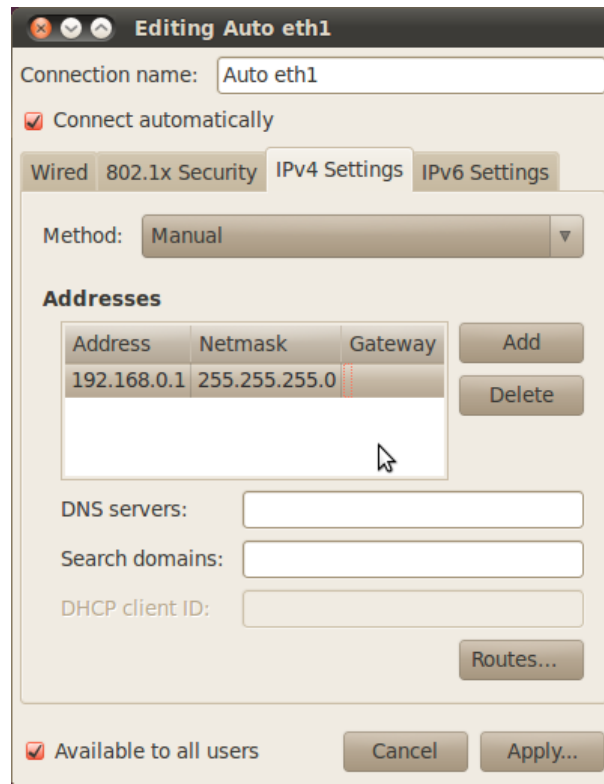 Editing Auto eth1
Connection name: Auto eth1
Connect automatically
Wired 802.1x Security IPv4 Settings IPv6 Settings
Method: Manual
Addresses
Address Netmask Gateway Add
192.168.0.1 255.255.255.0
Delete
DNS servers:
Search domains:
DHCP client ID:
Routes...
Available to all users Cancel Apply...